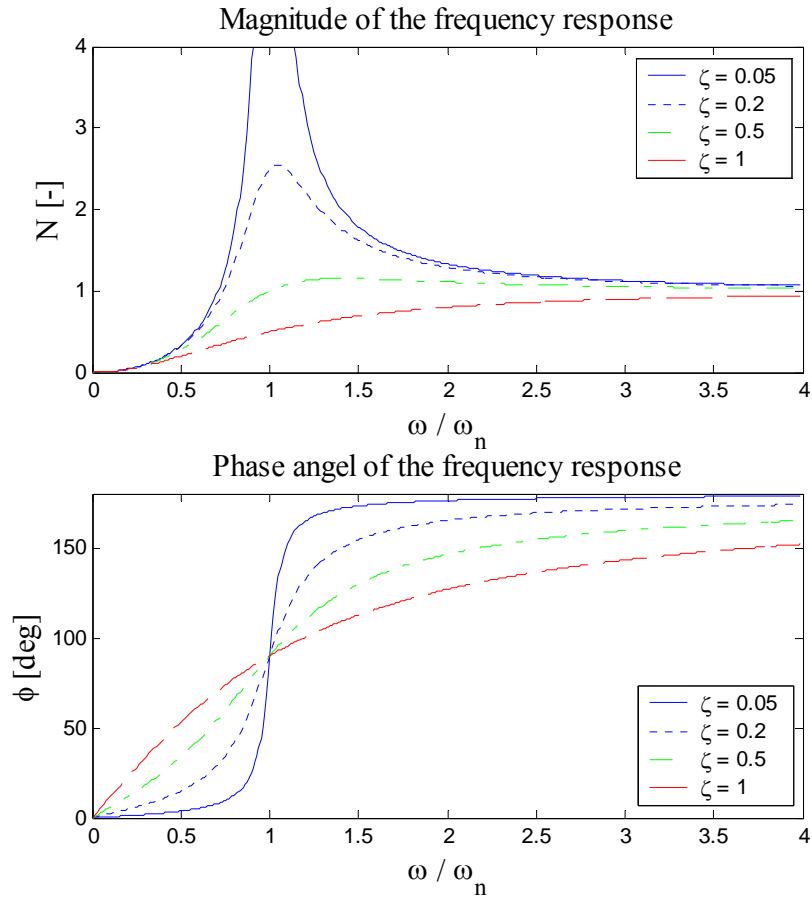 Magnitude of the frequency response
N [-]
4
3
2
1
0
0 0.5 1 1.5 2 2.5 3 3.5 4
ω / ωn
ζ = 0.05
ζ = 0.2
ζ = 0.5
ζ = 1
Phase angel of the frequency response
ϕ [deg]
150
100
50
0
0 0.5 1 1.5 2 2.5 3 3.5 4
ω / ωn
ζ = 0.05
ζ = 0.2
ζ = 0.5
ζ = 1